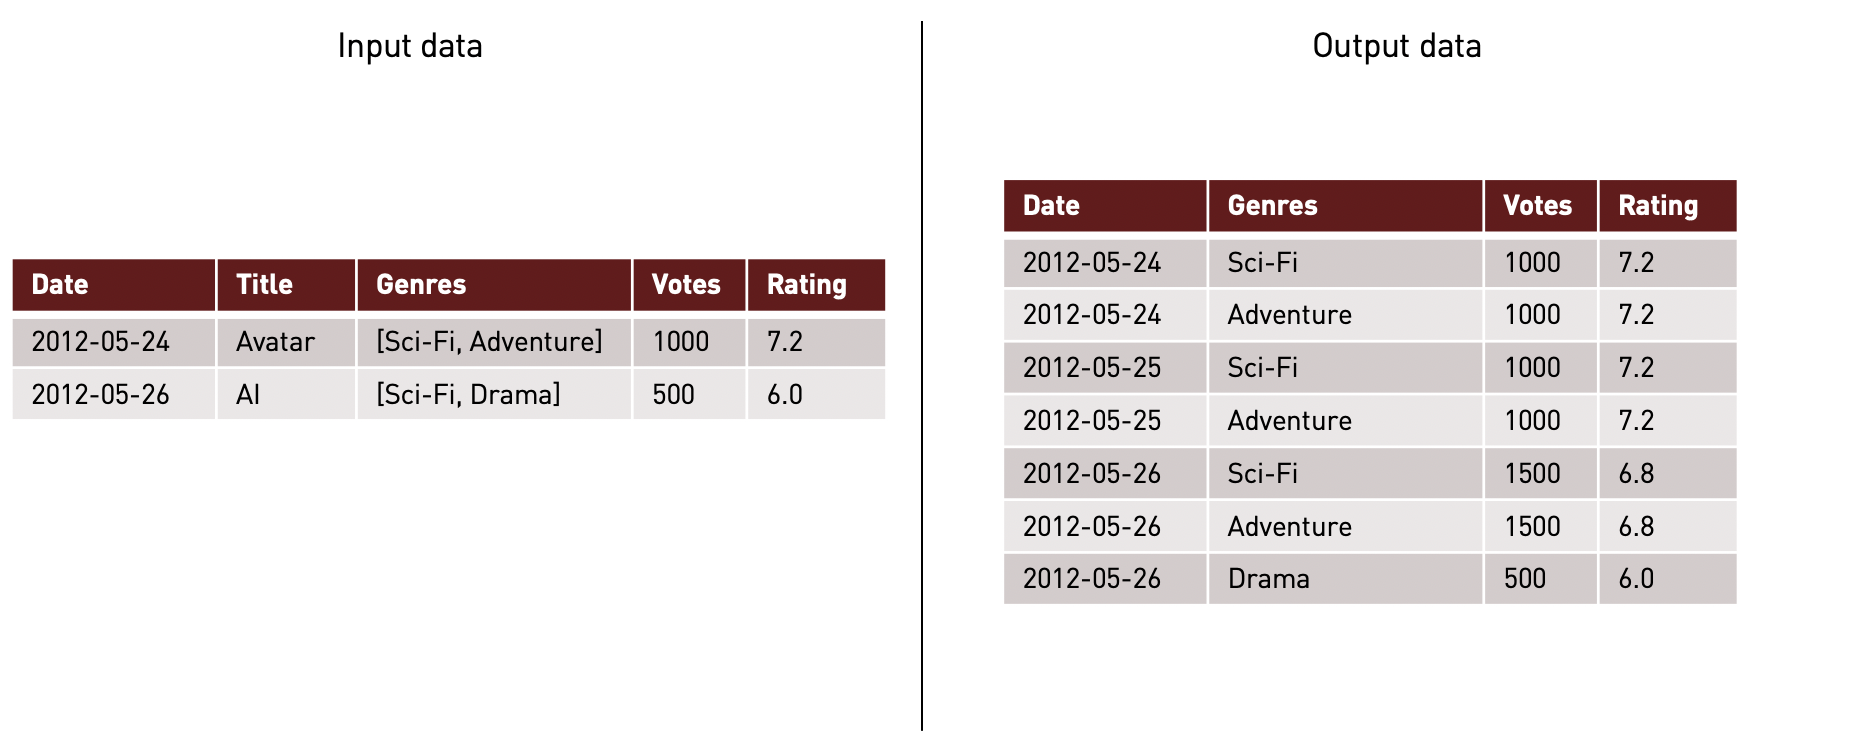 Input data
Date Title Genres Votes Rating
2012-05-24 Avatar [Sci-Fi, Adventure] 1000 7.2
2012-05-26 AI [Sci-Fi, Drama] 500 6.0
Output data
Date Genres Votes Rating
2012-05-24 Sci-Fi 1000 7.2
2012-05-24 Adventure 1000 7.2
2012-05-25 Sci-Fi 1000 7.2
2012-05-25 Adventure 1000 7.2
2012-05-26 Sci-Fi 1500 6.8
2012-05-26 Adventure 1500 6.8
2012-05-26 Drama 500 6.0